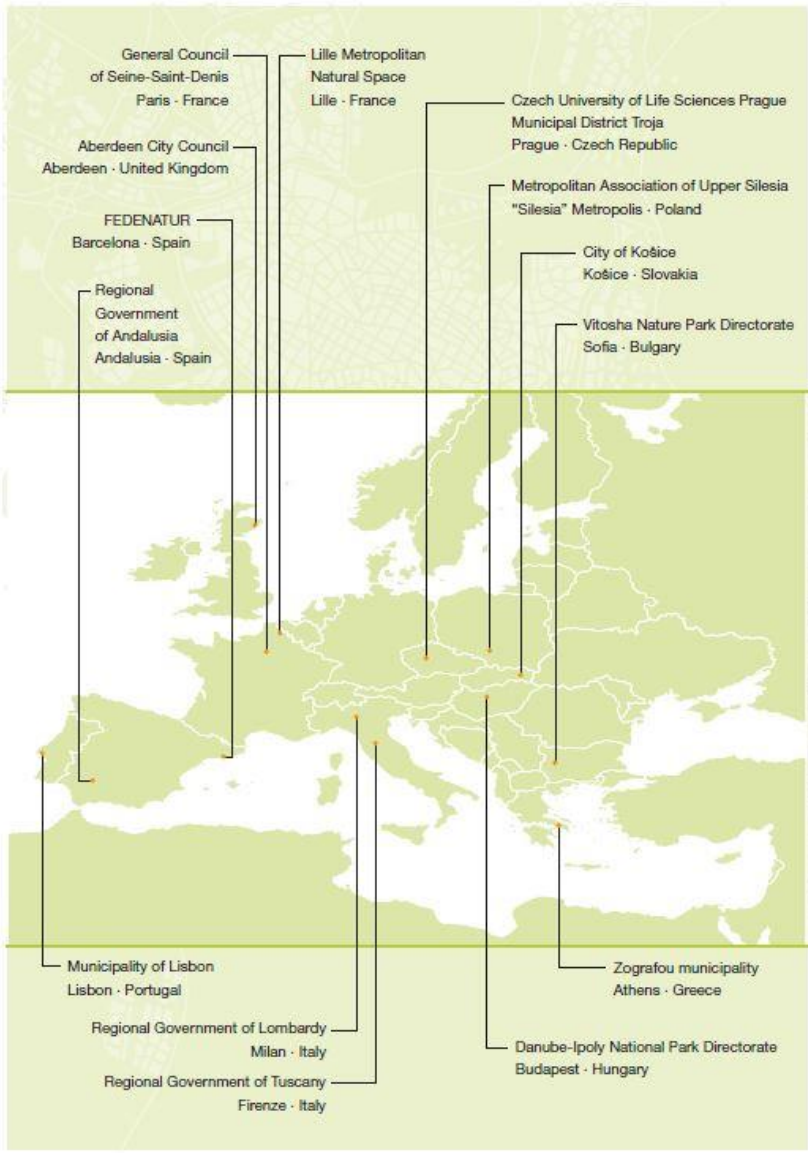 General Council
of Seine-Saint-Denis
Paris · France
Lille Metropolitan
Natural Space
Lille · France
Czech University of Life Sciences Prague
Municipal District Troja
Prague · Czech Republic
Aberdeen City Council
Aberdeen · United Kingdom
Metropolitan Association of Upper Silesia
"Silesia" Metropolis · Poland
FEDENATUR
Barcelona · Spain
City of Košice
Košice · Slovakia
Regional
Government
of Andalusia
Andalusia · Spain
Vitosha Nature Park Directorate
Sofia · Bulgary
Municipality of Lisbon
Lisbon · Portugal
Zografou municipality
Athens · Greece
Regional Government of Lombardy
Milan · Italy
Danube-Ipoly National Park Directorate
Budapest · Hungary
Regional Government of Tuscany
Firenze · Italy